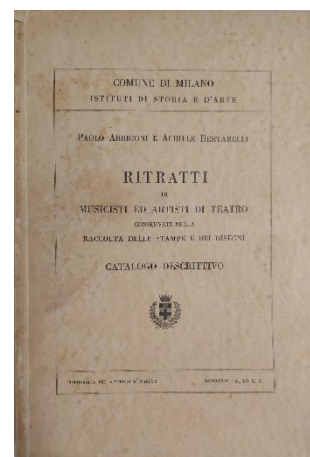 COMUNE DI MILANO
ISTITUTI DI STORIA E D'ARTE
PAOLO ARRIGONI E ACHILLE BERTARELLI
RITRATTI
DI
MUSICISTI ED ARTISTI DI TEATRO
CONSERVATI NELLA
RACCOLTA DELLE STAMPE E DEI DISEGNI
CATALOGO DESCRITTIVO